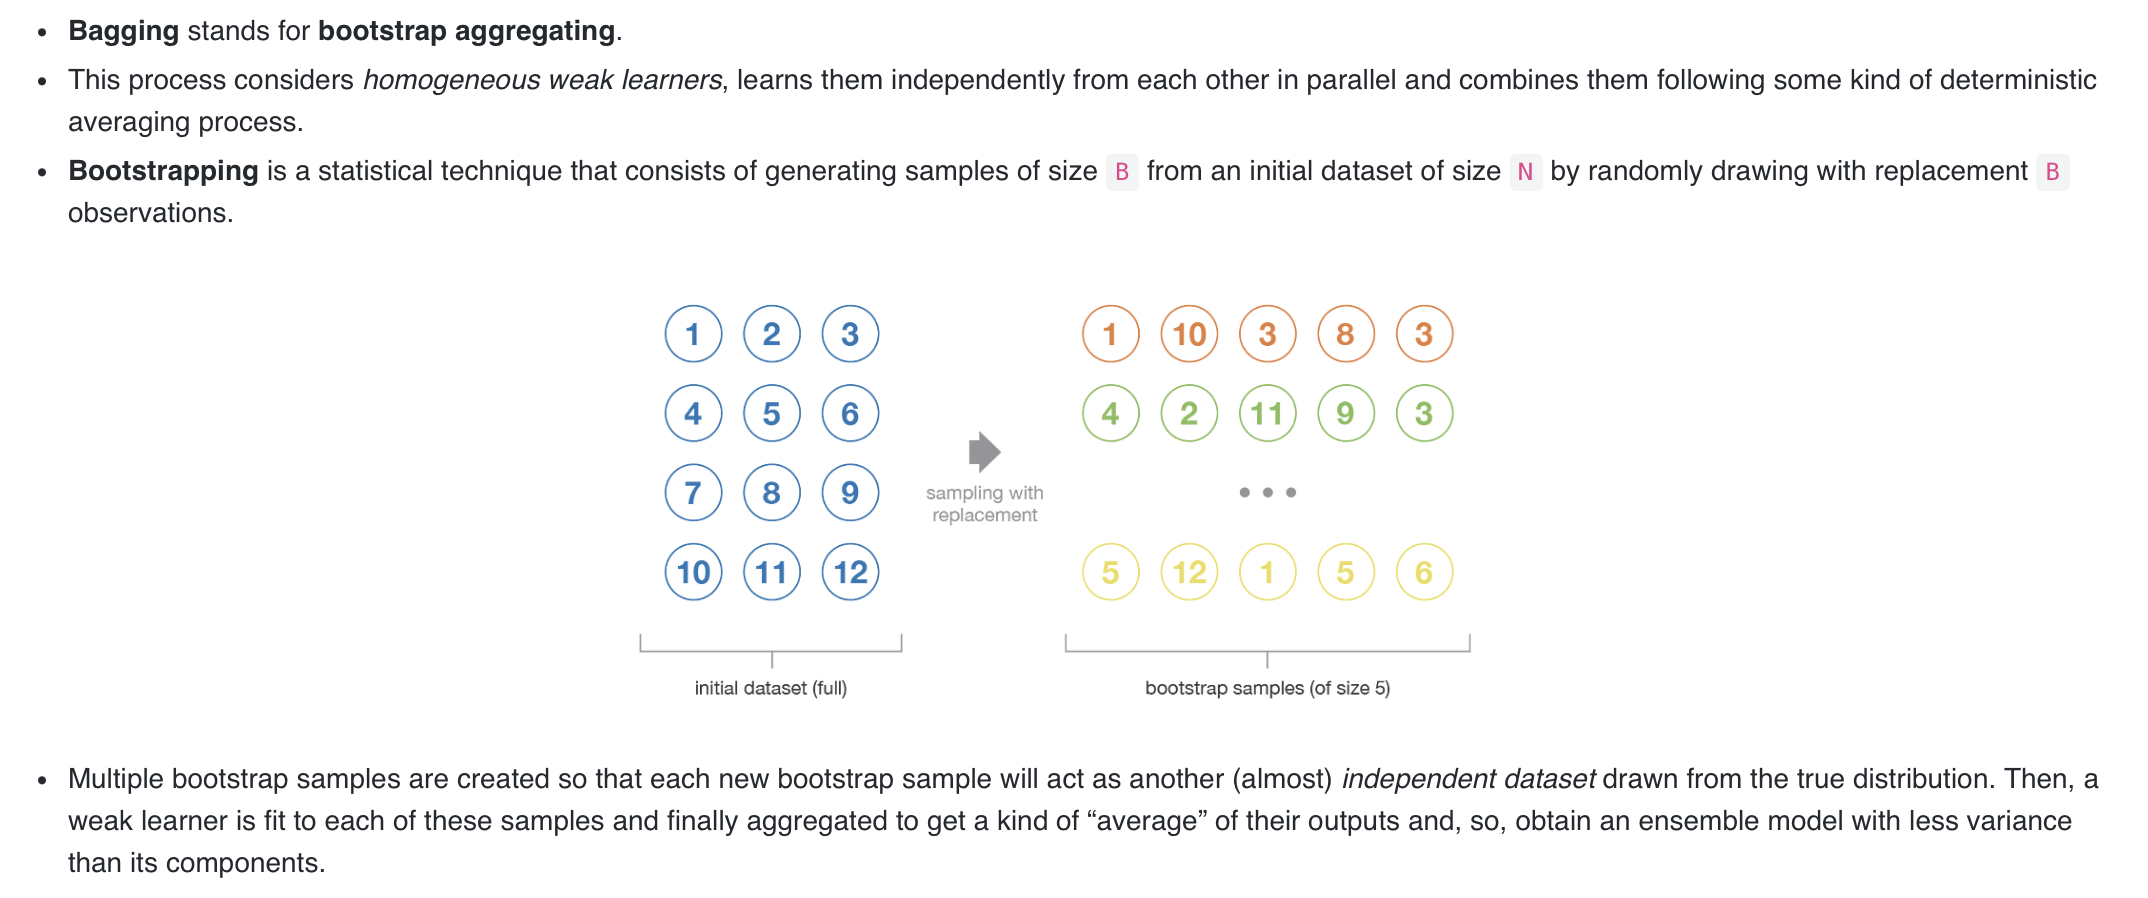 Bagging stands for bootstrap aggregating.
This process considers homogeneous weak learners, learns them independently from each other in parallel and combines them following some kind of deterministic
averaging process.
Bootstrapping is a statistical technique that consists of generating samples of size B from an initial dataset of size N by randomly drawing with replacement B
observations.
1 2 3
4 5 6
7 8 9
10 11 12
initial dataset (full)
sampling with
replacement
1 10 3 8 3
4 2 11 9 3
• • •
5 12 1 5 6
bootstrap samples (of size 5)
Multiple bootstrap samples are created so that each new bootstrap sample will act as another (almost) independent dataset drawn from the true distribution. Then, a
weak learner is fit to each of these samples and finally aggregated to get a kind of “average” of their outputs and, so, obtain an ensemble model with less variance
than its components.